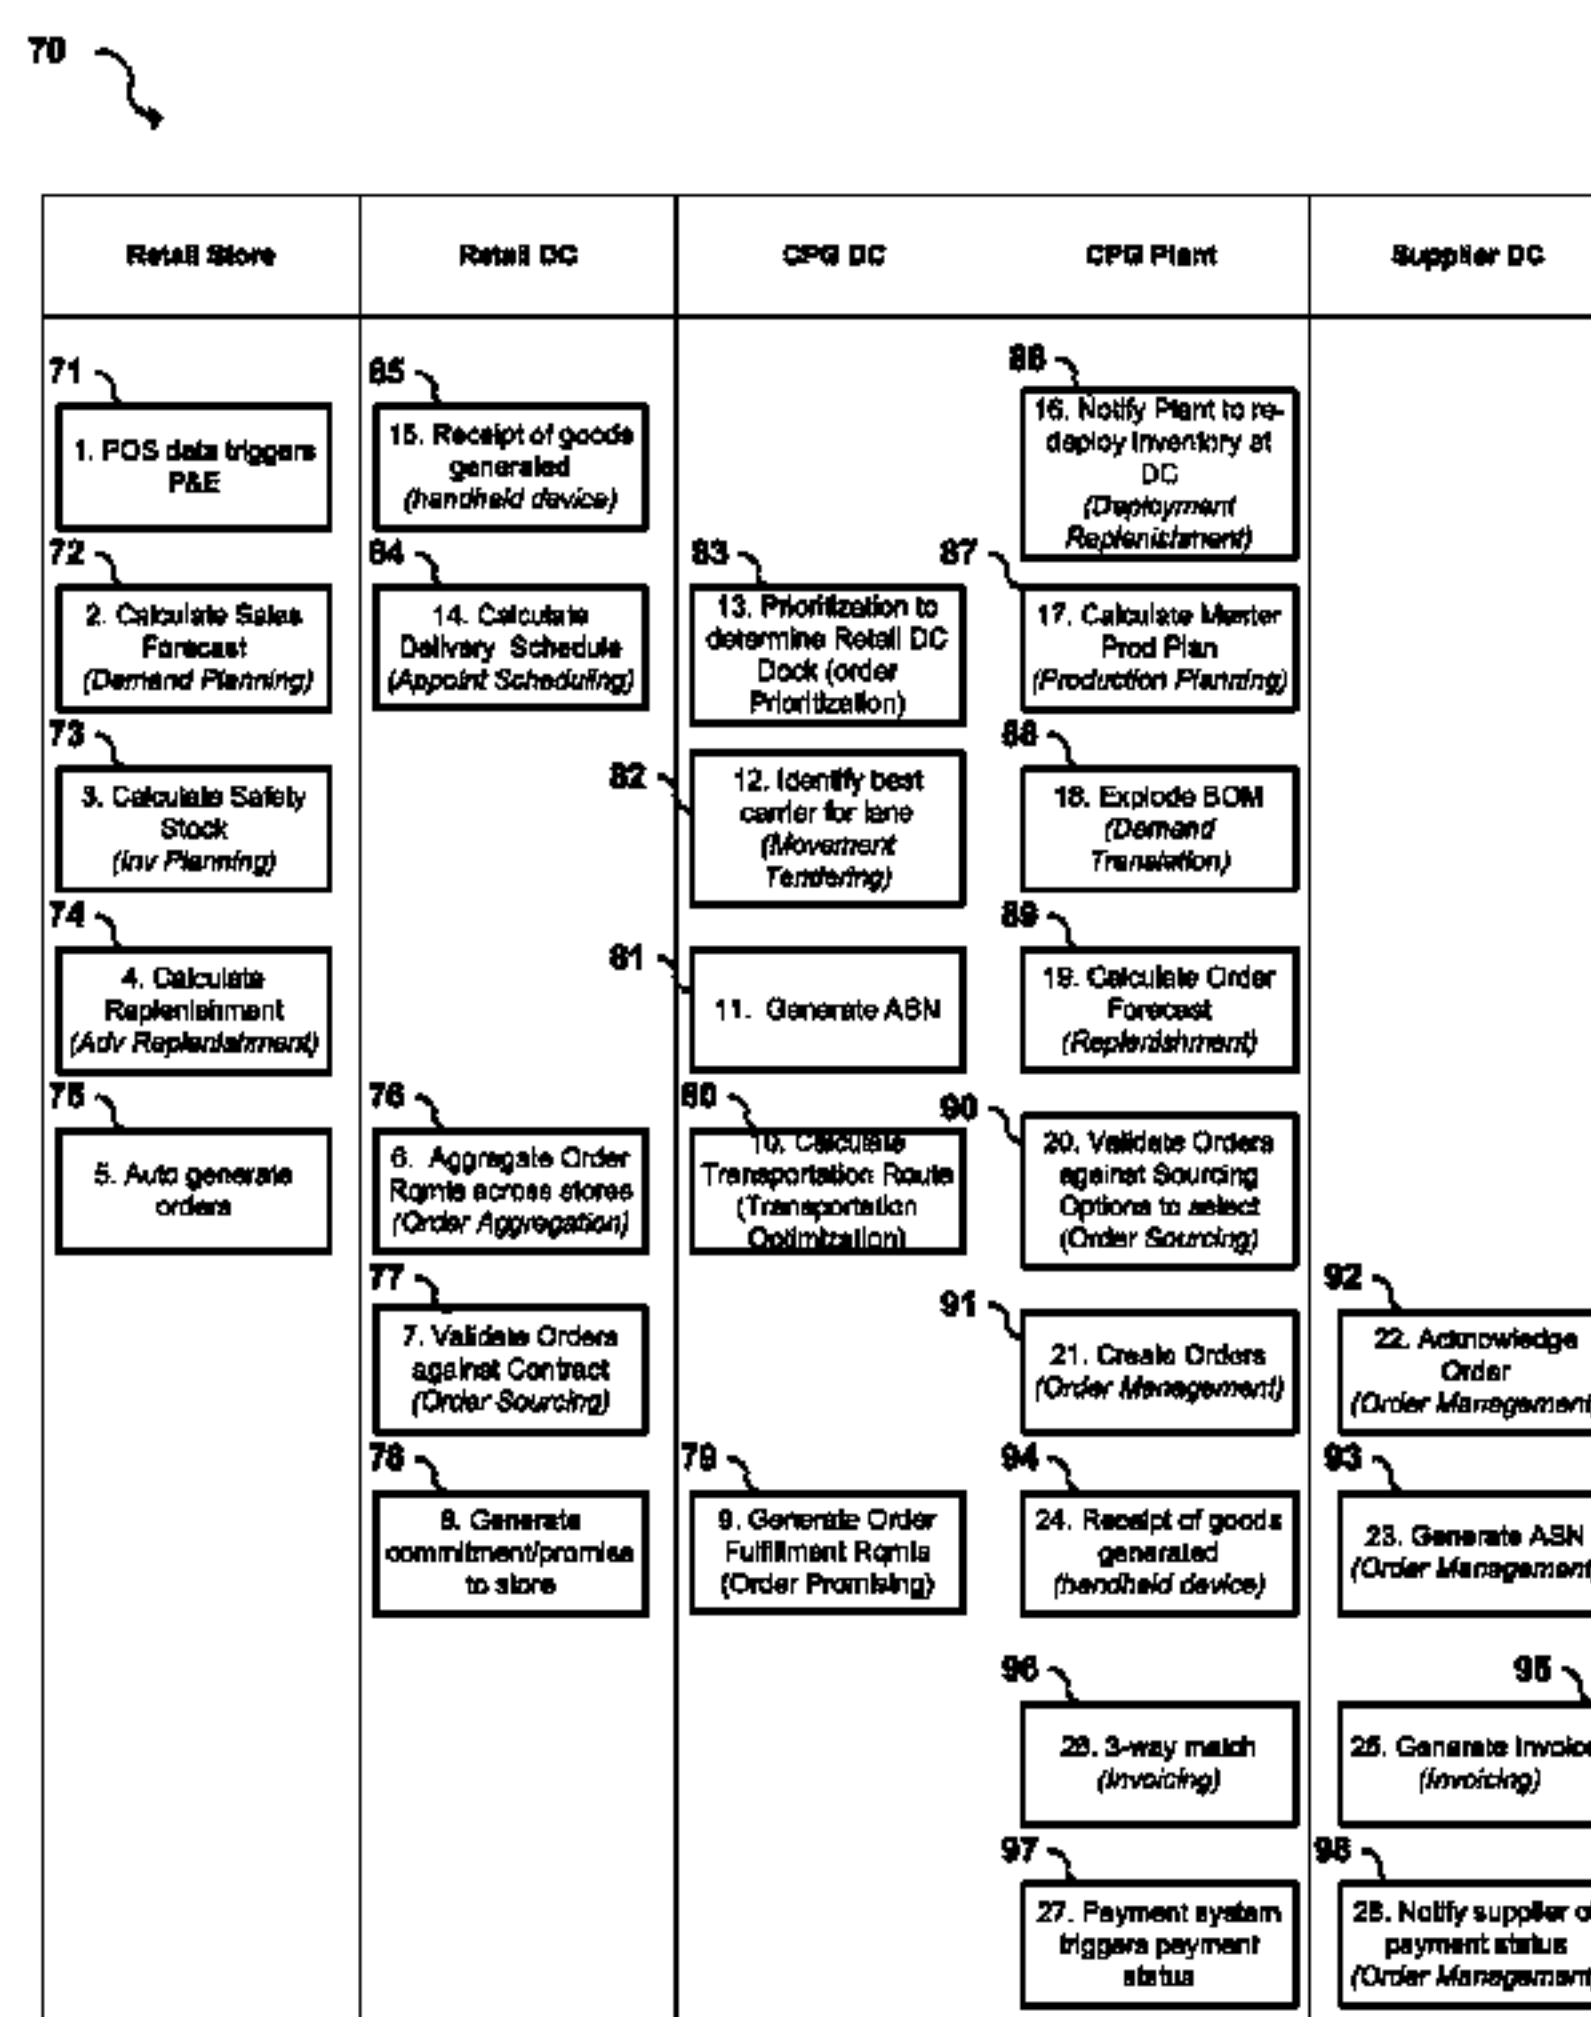 70
Retail Store
Retail DC
CPG DC
CPG Plant
Supplier DC
71
1. POS data triggers
P&E
72
2. Calculate Sales
Forecast
(Demand Planning)
73
3. Calculate Safety
Stock
(Inv Planning)
74
4. Calculate
Replenishment
(Adv Replenishment)
75
5. Auto generate
orders
85
15. Receipt of goods
generated
(handheld device)
84
14. Calculate
Delivery Schedule
(Appoint Scheduling)
76
6. Aggregate Order
Rqmts across stores
(Order Aggregation)
77
7. Validate Orders
against Contract
(Order Sourcing)
78
8. Generate
commitment/promise
to store
83
13. Prioritization to
determine Retail DC
Dock (order
Prioritization)
82
12. Identify best
carrier for lane
(Movement
Tendering)
81
11. Generate ASN
80
10. Calculate
Transportation Route
(Transportation
Optimization)
79
9. Generate Order
Fulfillment Rqmts
(Order Promising)
86
16. Notify Plant to re-
deploy Inventory at
DC
(Deployment
Replenishment)
87
17. Calculate Master
Prod Plan
(Production Planning)
88
18. Explode BOM
(Demand
Translation)
89
19. Calculate Order
Forecast
(Replenishment)
90
20. Validate Orders
against Sourcing
Options to select
(Order Sourcing)
91
21. Create Orders
(Order Management)
94
24. Receipt of goods
generated
(handheld device)
96
26. 3-way match
(Invoicing)
97
27. Payment system
triggers payment
status
92
22. Acknowledge
Order
(Order Management
93
23. Generate ASN
(Order Management
95
25. Generate Invoice
(Invoicing)
98
28. Notify supplier of
payment status
(Order Management